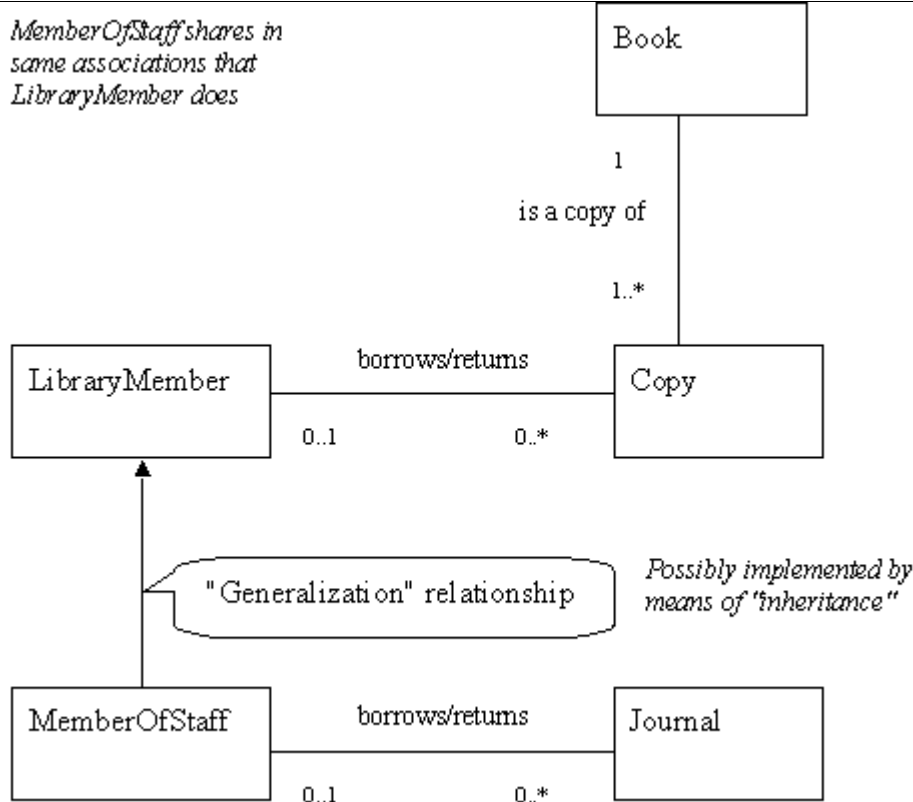 MemberOfStaff shares in
same associations that
LibraryMember does
Book
1
is a copy of
1..*
LibraryMember
borrows/returns
Copy
0..1
0..*
"Generalization" relationship
Possibly implemented by
means of "inheritance"
MemberOfStaff
borrows/returns
Journal
0..1
0..*